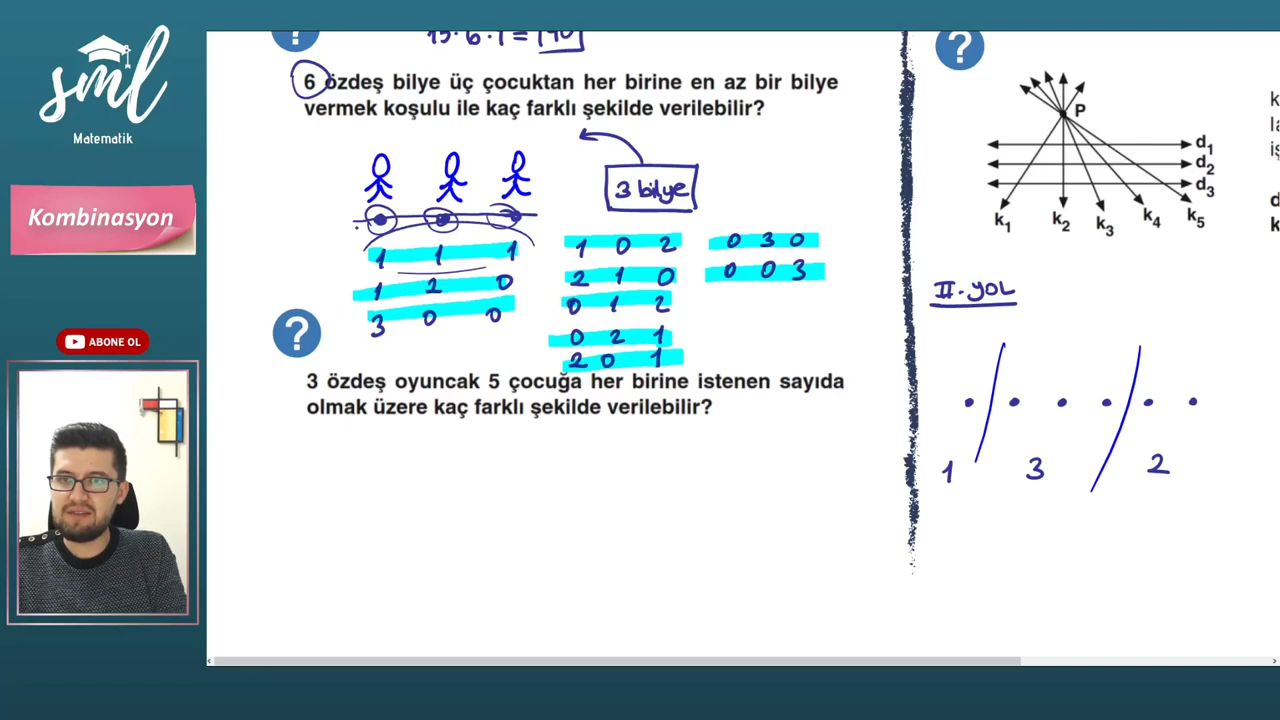 sml
Matematik
Kombinasyon
ABONE OL
?
15·6·1 = 90
6 özdeş bilye üç çocuktan her birine en az bir bilye
vermek koşulu ile kaç farklı şekilde verilebilir?
3 bilye
1 1 1
1 2 0
3 0 0
1 0 2
2 1 0
0 1 2
0 2 1
2 0 1
0 3 0
0 0 3
?
3 özdeş oyuncak 5 çocuğa her birine istenen sayıda
olmak üzere kaç farklı şekilde verilebilir?
?
P
d1
d2
d3
k1 k2 k3 k4 k5
II-YOL
1 3 2